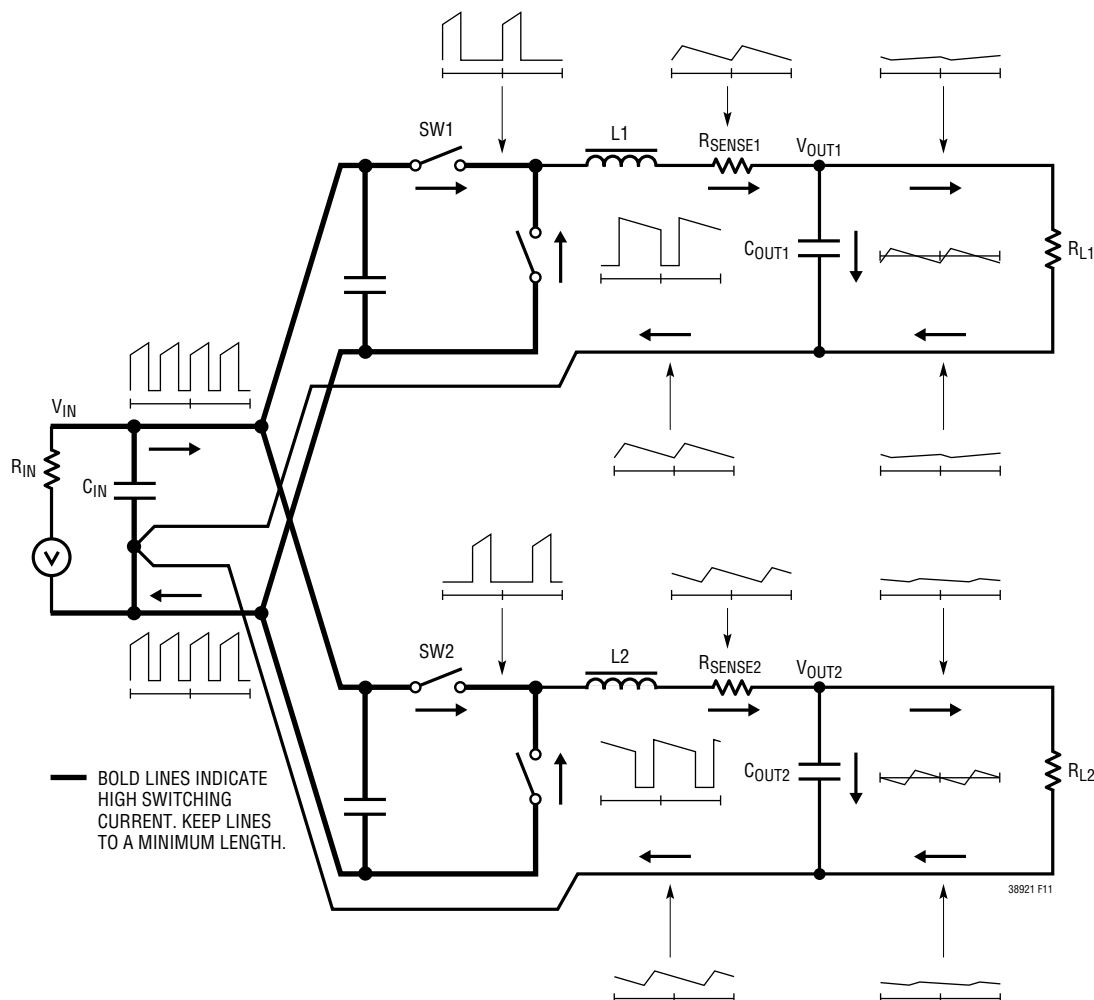 SW1
L1
RSENSE1
VOUT1
COUT1
RL1
VIN
RIN
CIN
V
SW2
L2
RSENSE2
VOUT2
COUT2
RL2
BOLD LINES INDICATE
HIGH SWITCHING
CURRENT. KEEP LINES
TO A MINIMUM LENGTH.
38921 F11